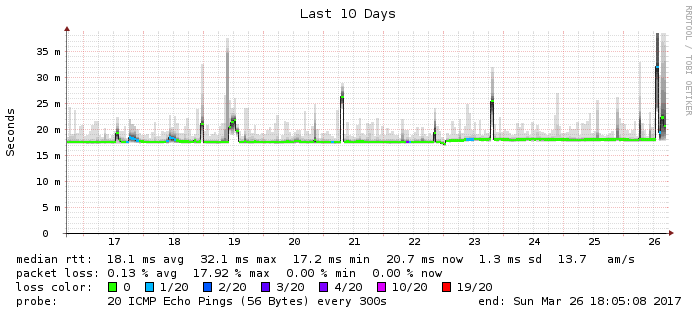 Last 10 Days
RRDTOOL / TOBI OETIKER
Seconds
35 m
30 m
25 m
20 m
15 m
10 m
5 m
0
17 18 19 20 21 22 23 24 25 26
median rtt: 18.1 ms avg 32.1 ms max 17.2 ms min 20.7 ms now 1.3 ms sd 13.7 am/s
packet loss: 0.13 % avg 17.92 % max 0.00 % min 0.00 % now
loss color: 0 1/20 2/20 3/20 4/20 10/20 19/20
probe: 20 ICMP Echo Pings (56 Bytes) every 300s end: Sun Mar 26 18:05:08 2017